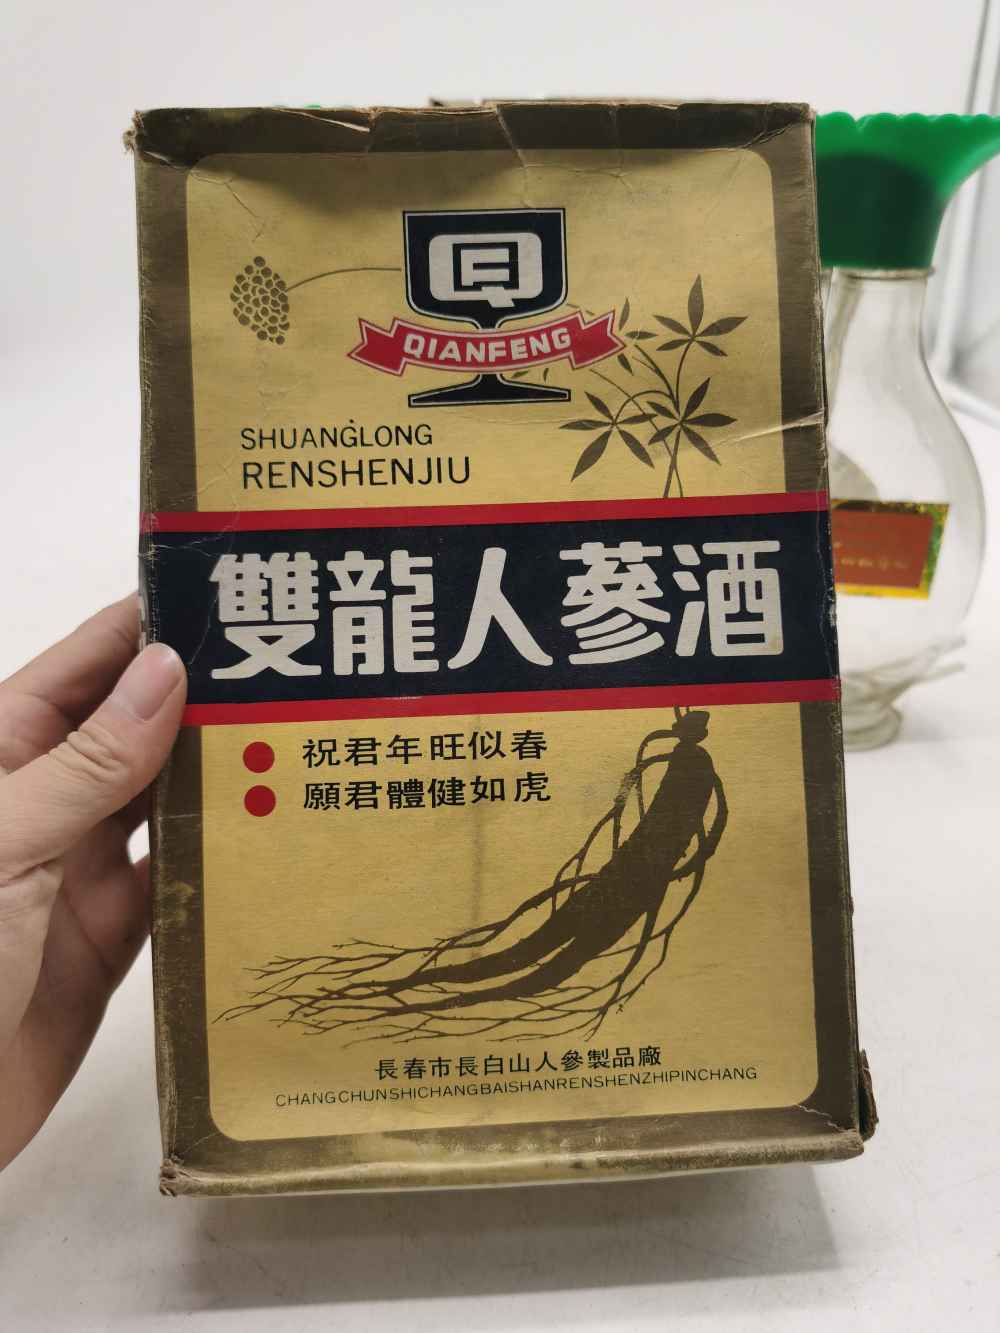 QF
QIANFENG
SHUANGLONG
RENSHENJIU
雙龍人蔘酒
祝君年旺似春
願君體健如虎
長春市長白山人參製品廠
CHANGCHUNSHICHANGBAISHANRENSHENZHIPINCHANG